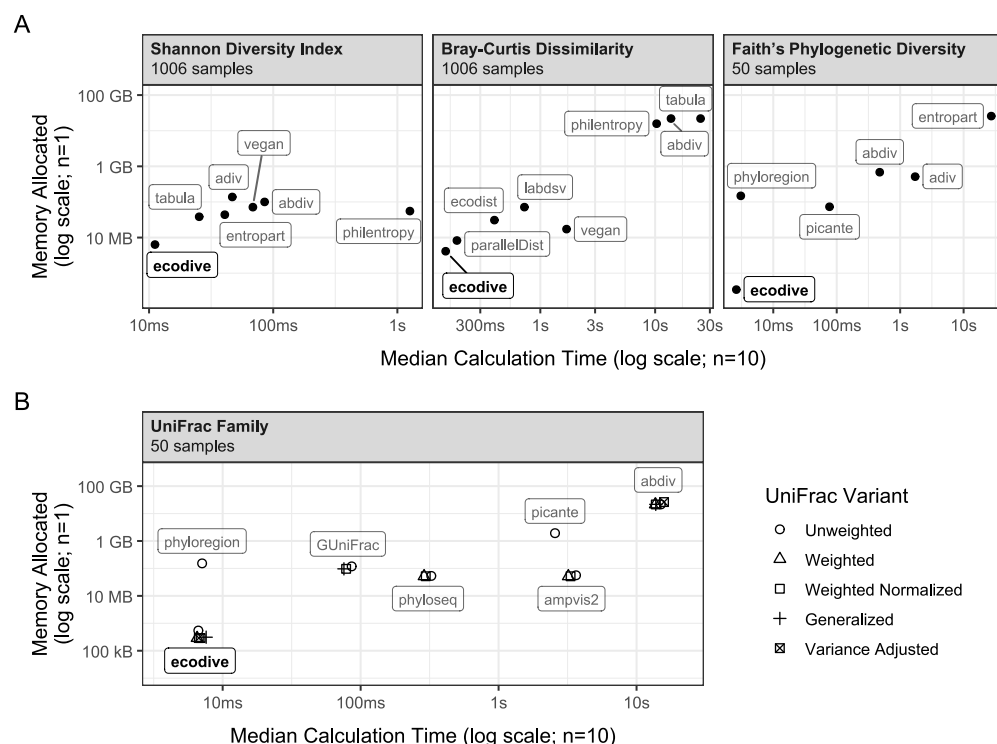 A
Shannon Diversity Index
1006 samples
Bray-Curtis Dissimilarity
1006 samples
Faith's Phylogenetic Diversity
50 samples
Memory Allocated
(log scale; n=1)
100 GB
1 GB
10 MB
vegan
adiv
tabula
abdiv
entropart
philentropy
ecodive
tabula
philentropy
abdiv
labdsv
ecodist
vegan
parallelDist
ecodive
entropart
abdiv
adiv
phyloregion
picante
ecodive
10ms
100ms
1s
300ms
1s
3s
10s
30s
10ms
100ms
1s
10s
Median Calculation Time (log scale; n=10)
B
UniFrac Family
50 samples
Memory Allocated
(log scale; n=1)
100 GB
1 GB
10 MB
100 kB
abdiv
picante
phyloregion
GUniFrac
phyloseq
ampvis2
ecodive
10ms
100ms
1s
10s
Median Calculation Time (log scale; n=10)
UniFrac Variant
Unweighted
Weighted
Weighted Normalized
Generalized
Variance Adjusted